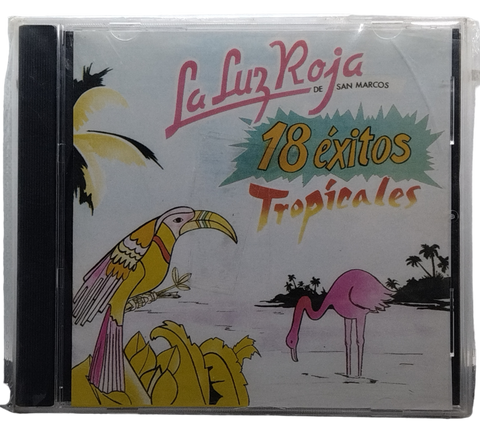 La Luz Roja
DE SAN MARCOS
18 éxitos
Tropicales